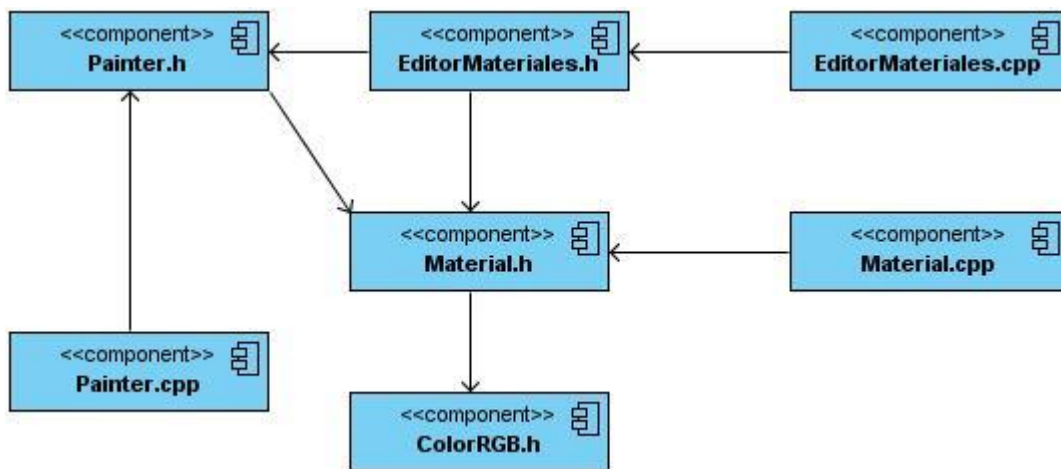 <<component>>
Painter.h
<<component>>
EditorMateriales.h
<<component>>
EditorMateriales.cpp
<<component>>
Material.h
<<component>>
Material.cpp
<<component>>
Painter.cpp
<<component>>
ColorRGB.h